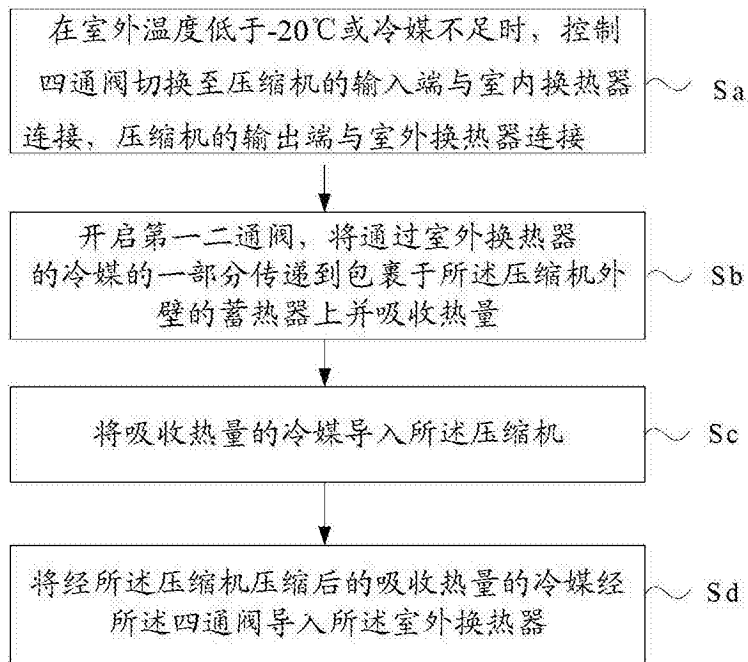 在室外温度低于-20℃或冷媒不足时，控制
四通阀切换至压缩机的输入端与室内换热器
连接，压缩机的输出端与室外换热器连接
Sa
开启第一二通阀，将通过室外换热器
的冷媒的一部分传递到包裹于所述压缩机外
壁的蓄热器上并吸收热量
Sb
将吸收热量的冷媒导入所述压缩机
Sc
将经所述压缩机压缩后的吸收热量的冷媒经
所述四通阀导入所述室外换热器
Sd